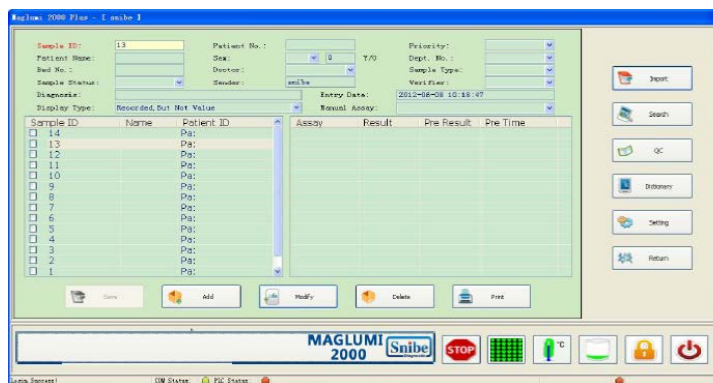 Maglumi 2000 Plus - [ snibe ]
Sample ID: 13 Patient No.: Priority:
Patient Name: Sex: 0 Y/O Dept. No.:
Bed No.: Doctor: Sample Type:
Sample Status: Sender: snibe Verifier:
Diagnosis: Entry Date: 2012-06-08 10:18:47
Display Type: Recorded,But Not Value Manual Assay:
Sample ID Name Patient ID Assay Result Pre Result Pre Time
14 Pa:
13 Pa:
12 Pa:
11 Pa:
10 Pa:
9 Pa:
8 Pa:
7 Pa:
6 Pa:
5 Pa:
4 Pa:
3 Pa:
2 Pa:
1 Pa:
Import
Search
QC
Dictionary
Setting
Return
Save Add Modify Delete Print
MAGLUMI
2000
Snibe
STOP
°C
Login Success! COM Status: PLC Status: